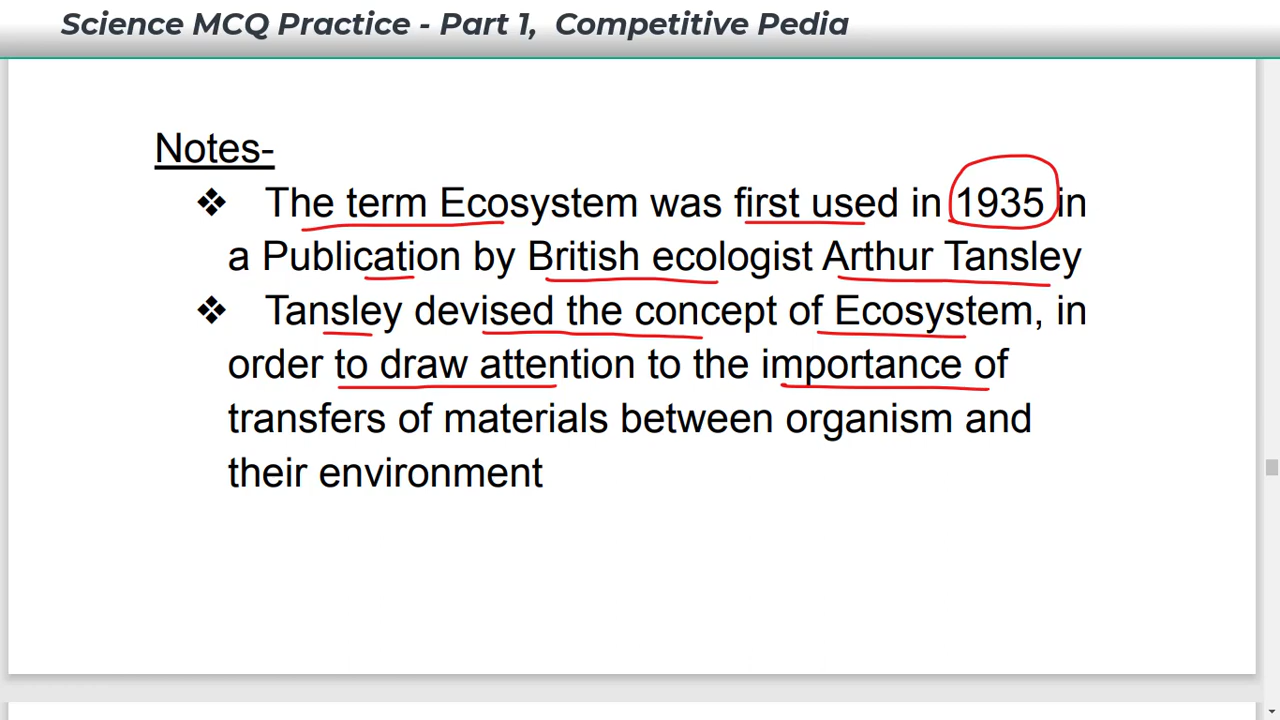 Science MCQ Practice - Part 1, Competitive Pedia
Notes-
❖ The term Ecosystem was first used in 1935 in
a Publication by British ecologist Arthur Tansley
❖ Tansley devised the concept of Ecosystem, in
order to draw attention to the importance of
transfers of materials between organism and
their environment